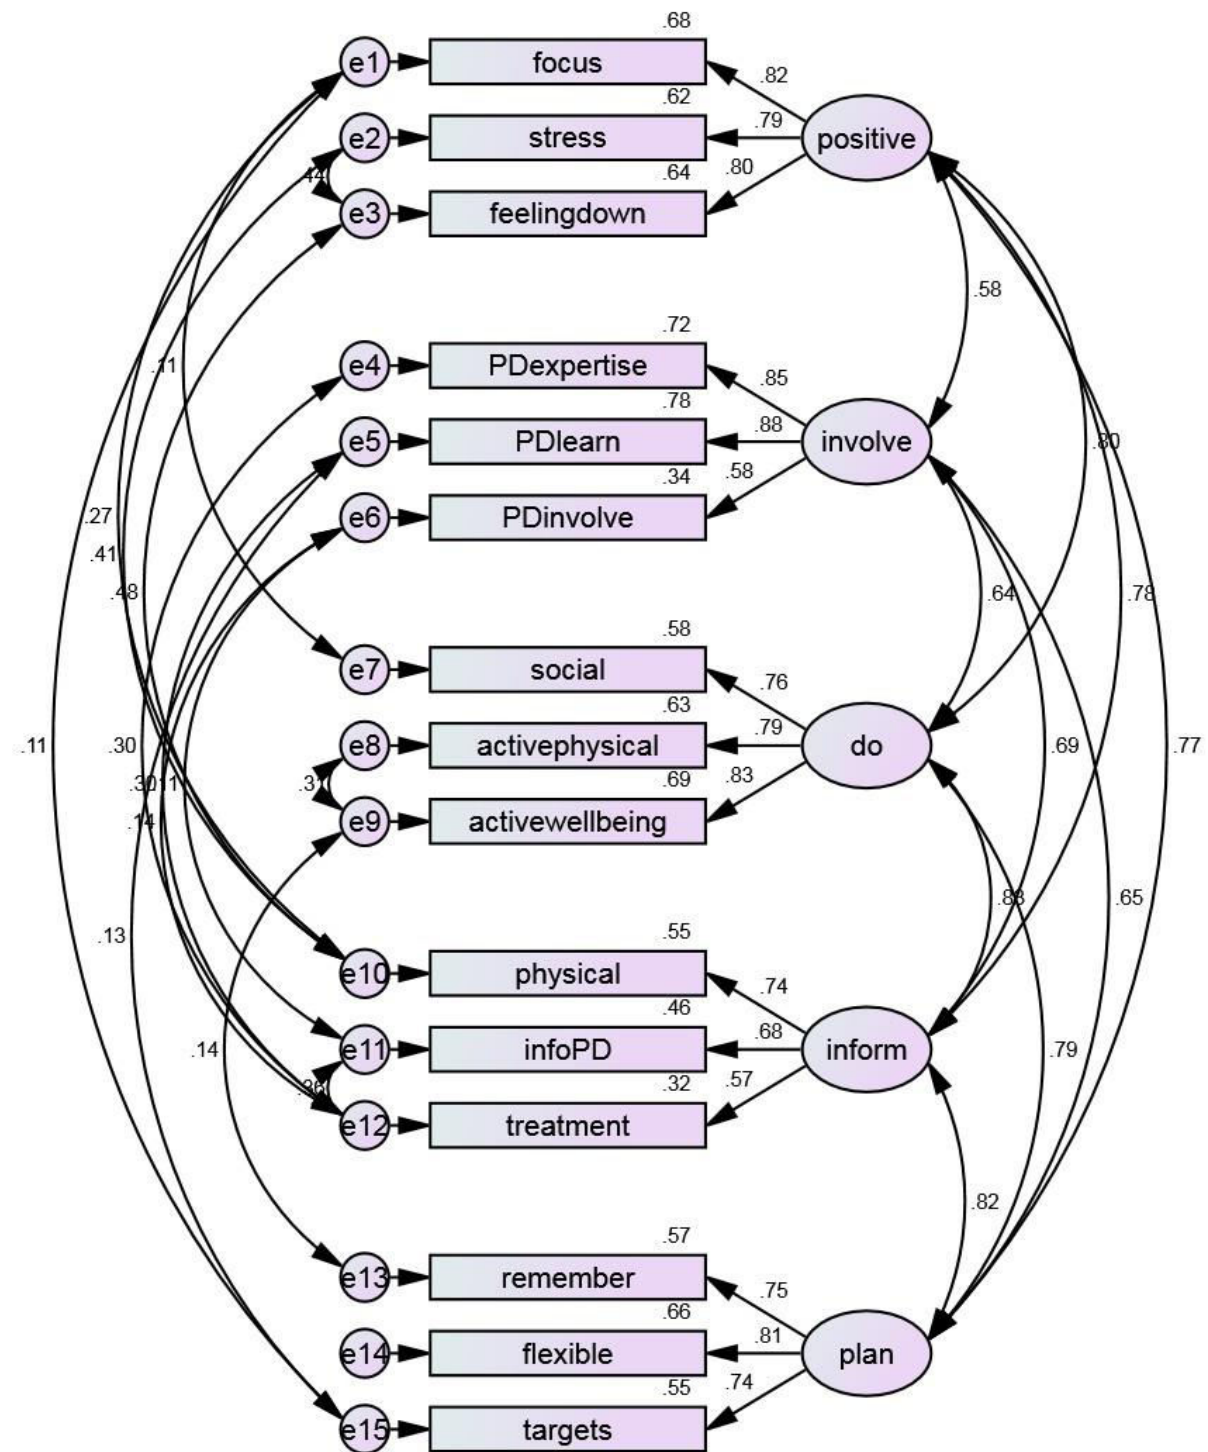 .68
e1 focus .82
.62
e2 stress .79 positive
.44 .64 .80
e3 feelingdown
.58
.72
.11 e4 PDexpertise .85
.78
e5 PDlearn .88 involve .80
.34 .58
.27 e6 PDinvolve
.41
.48 .64 .78
.58
e7 social .76
.63
.11 .30 e8 activephysical .79 do .69 .77
.30 .11 .31 .69 .83
.14 e9 activewellbeing
.65
.13 .55
e10 physical .74
.46
.14 e11 infoPD .68 inform .79
.32 .57
e12 treatment
.82
.57
e13 remember .75
.66
e14 flexible .81 plan
.55 .74
e15 targets